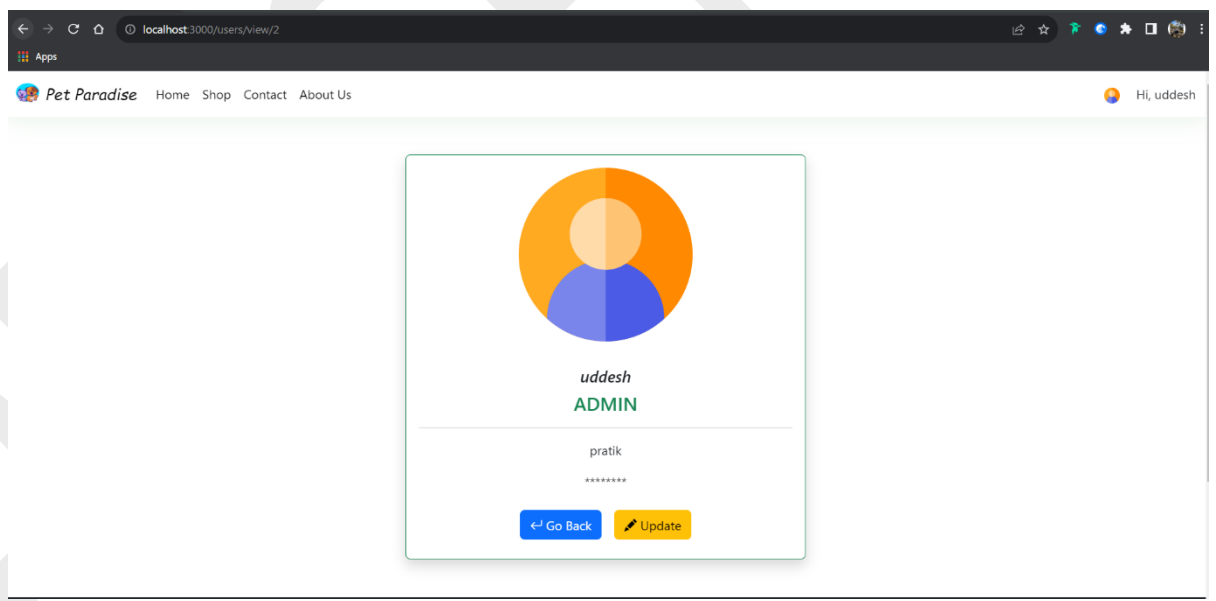 localhost:3000/users/view/2
Apps
Pet Paradise Home Shop Contact About Us Hi, uddesh
uddesh
ADMIN
pratik
********
Go Back Update